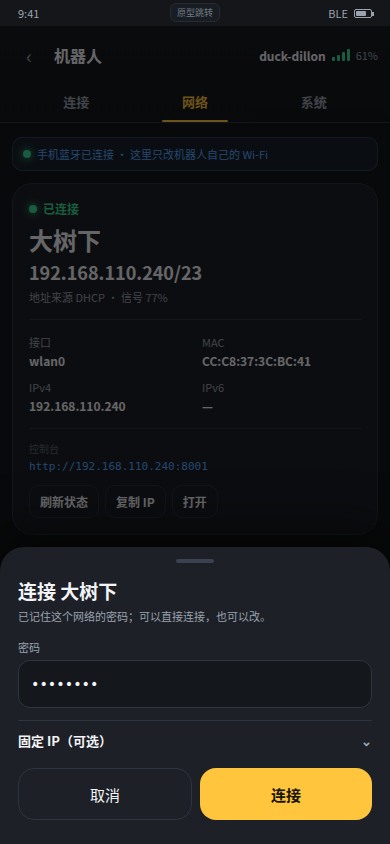 9:41
原型跳转
BLE
‹ 机器人
duck-dillon 61%
连接 网络 系统
手机蓝牙已连接 · 这里只改机器人自己的 Wi-Fi
已连接
大树下
192.168.110.240/23
地址来源 DHCP · 信号 77%
接口 MAC
wlan0 CC:C8:37:3C:BC:41
IPv4 IPv6
192.168.110.240 —
控制台
http://192.168.110.240:8001
刷新状态 复制 IP 打开
连接 大树下
已记住这个网络的密码；可以直接连接，也可以改。
密码
••••••••
固定 IP（可选）
取消 连接